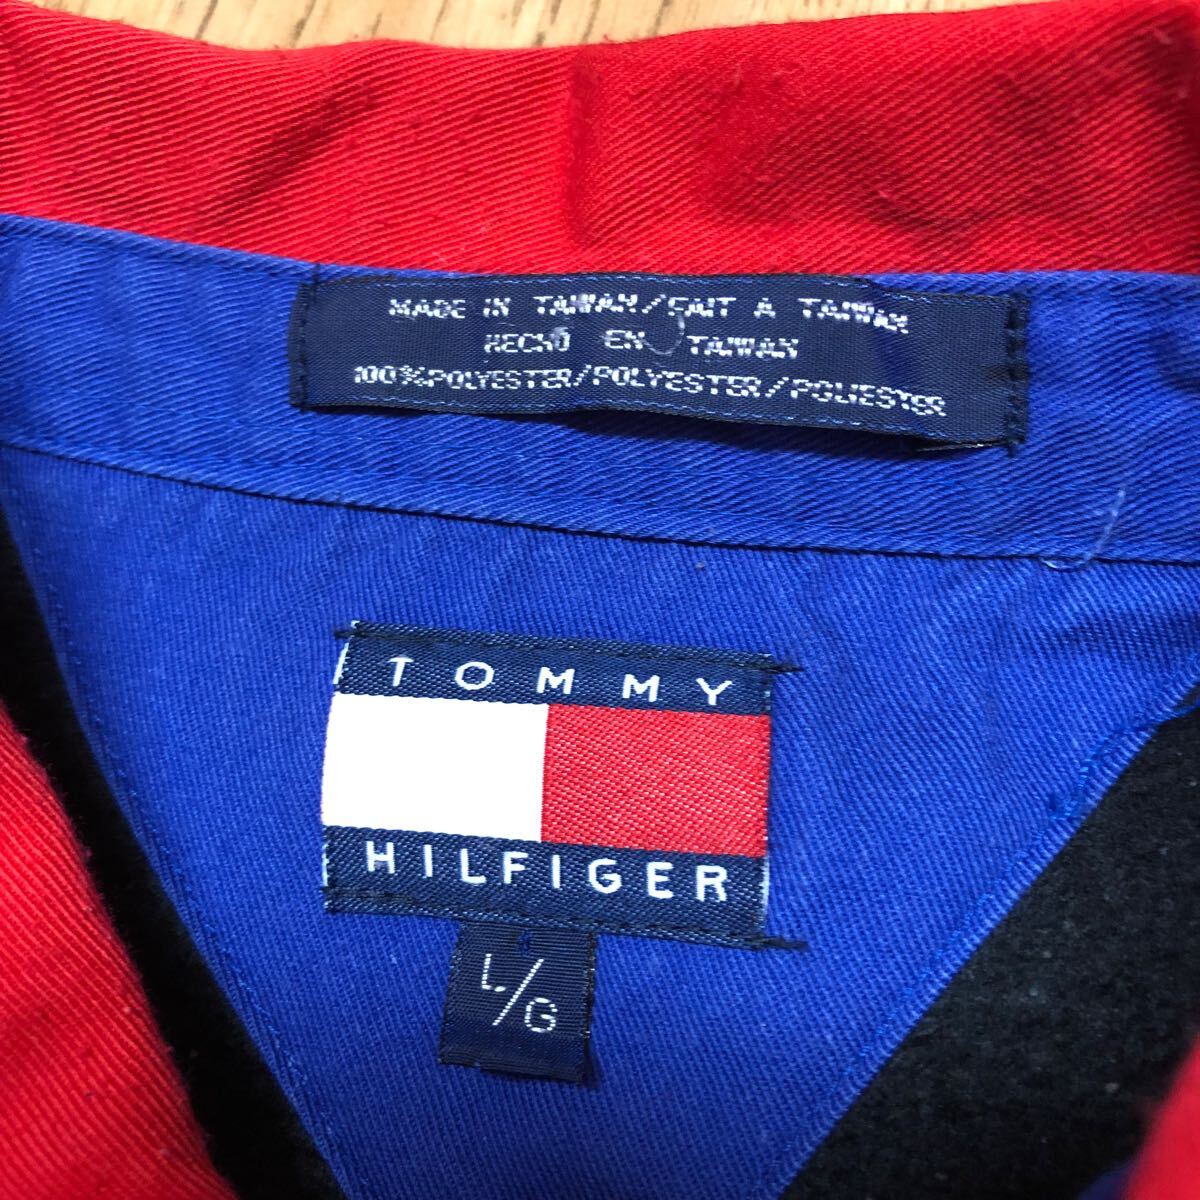 MADE IN TAIWAN/FAIT A TAIWAN
HECHO EN TAIWAN
100%POLYESTER/POLYESTER/POLIESTER
TOMMY
HILFIGER
L/G